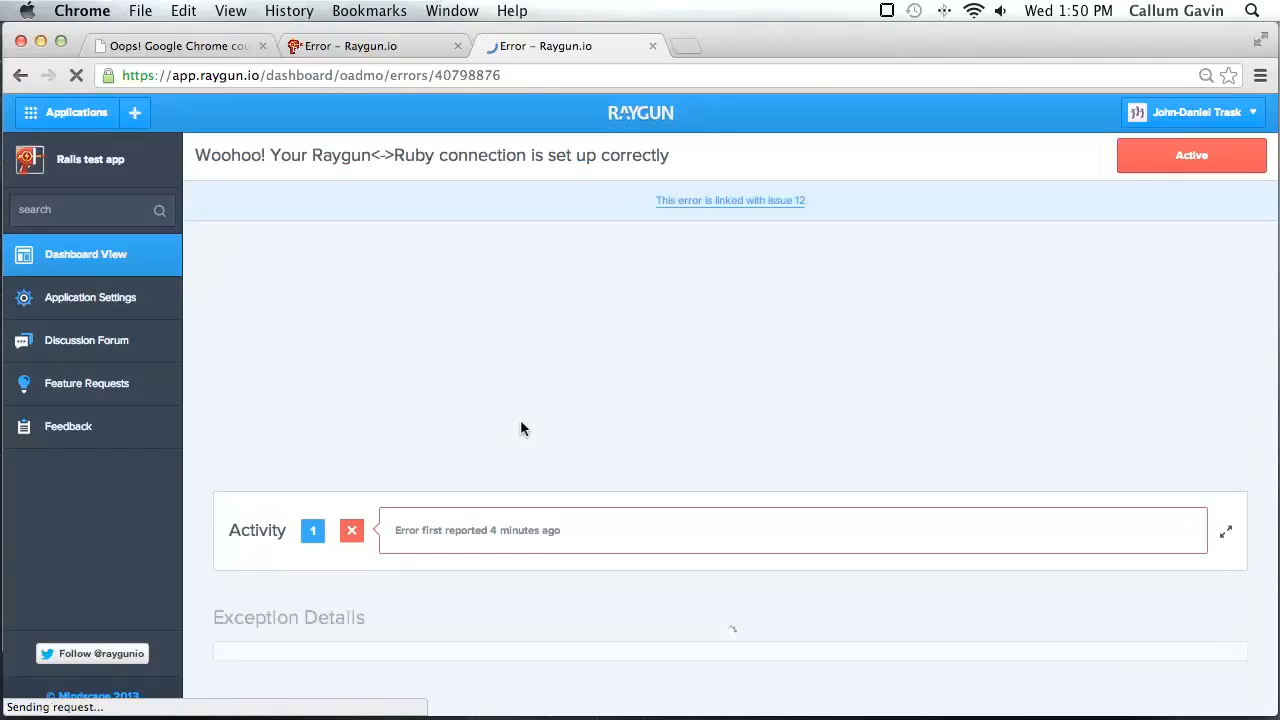 Chrome File Edit View History Bookmarks Window Help Wed 1:50 PM Callum Gavin
Oops! Google Chrome cou Error – Raygun.io Error – Raygun.io
https://app.raygun.io/dashboard/oadmo/errors/40798876
Applications + RAYGUN John-Daniel Trask
Rails test app
Woohoo! Your Raygun<->Ruby connection is set up correctly
Active
This error is linked with issue 12
search
Dashboard View
Application Settings
Discussion Forum
Feature Requests
Feedback
Activity 1 Error first reported 4 minutes ago
Exception Details
Follow @raygunio
© Mindscape 2013
Sending request...